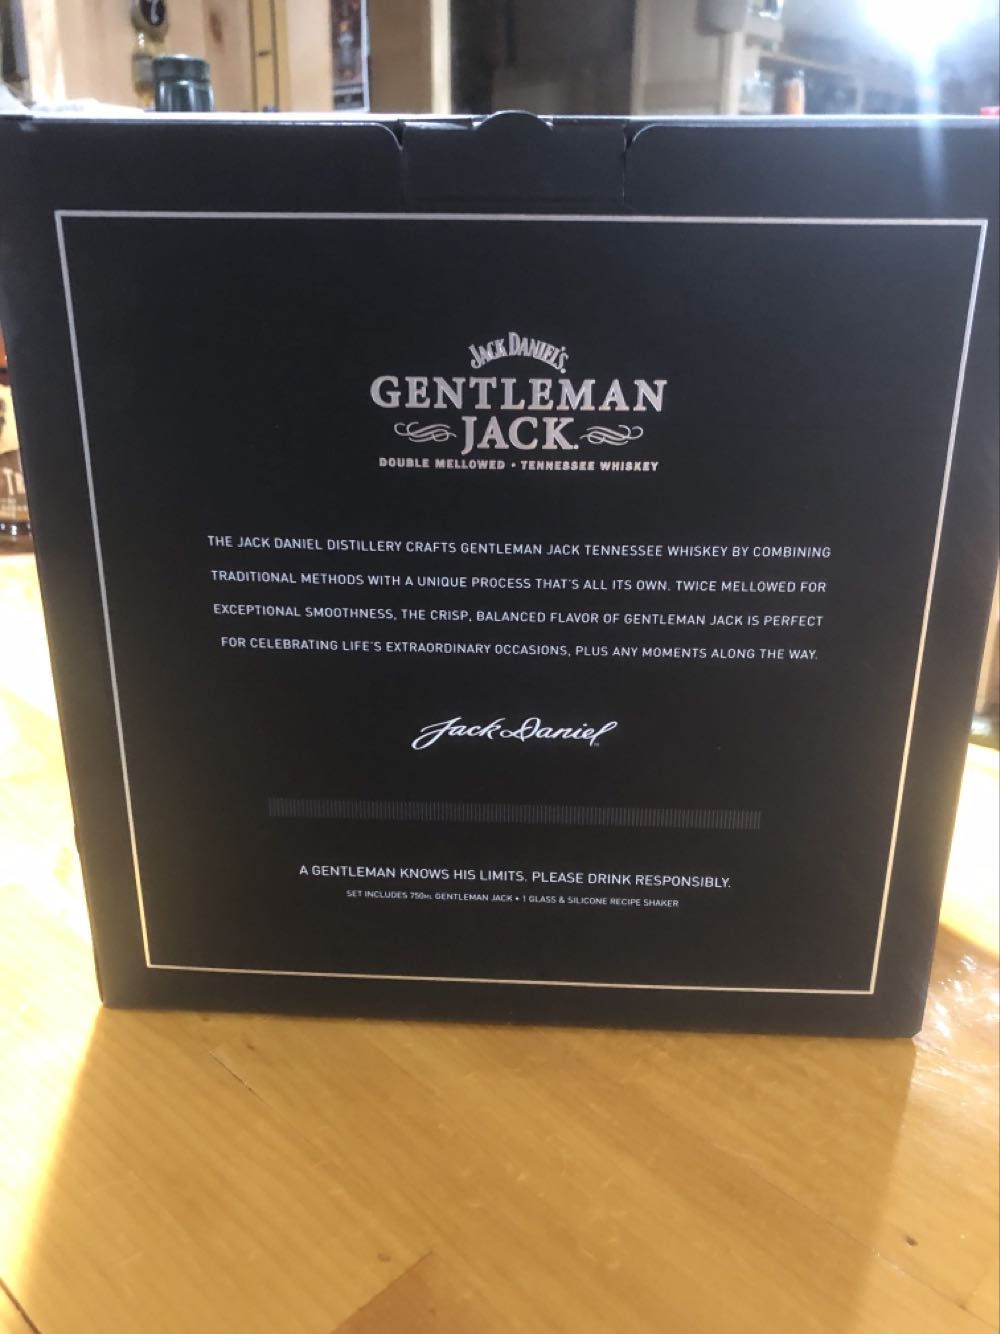 JACK DANIEL'S
GENTLEMAN
JACK.
DOUBLE MELLOWED • TENNESSEE WHISKEY
THE JACK DANIEL DISTILLERY CRAFTS GENTLEMAN JACK TENNESSEE WHISKEY BY COMBINING
TRADITIONAL METHODS WITH A UNIQUE PROCESS THAT'S ALL ITS OWN. TWICE MELLOWED FOR
EXCEPTIONAL SMOOTHNESS, THE CRISP, BALANCED FLAVOR OF GENTLEMAN JACK IS PERFECT
FOR CELEBRATING LIFE'S EXTRAORDINARY OCCASIONS, PLUS ANY MOMENTS ALONG THE WAY.
Jack Daniel
A GENTLEMAN KNOWS HIS LIMITS. PLEASE DRINK RESPONSIBLY.
SET INCLUDES 750mL GENTLEMAN JACK • 1 GLASS & SILICONE RECIPE SHAKER